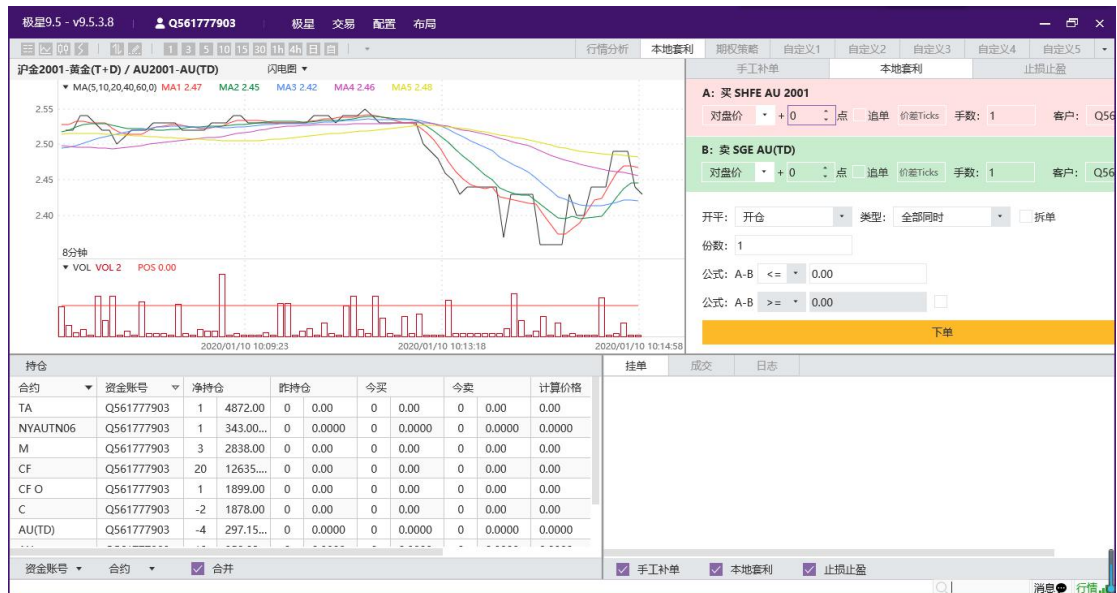 极星9.5 - v9.5.3.8 Q561777903 极星 交易 配置 布局
1 3 5 10 15 30 1h 4h 日 自 行情分析 本地套利 期权策略 自定义1 自定义2 自定义3 自定义4 自定义5
沪金2001-黄金(T+D) / AU2001-AU(TD) 闪电图
MA(5,10,20,40,60,0) MA1 2.47 MA2 2.45 MA3 2.42 MA4 2.46 MA5 2.48
2.55
2.50
2.45
2.40
8分钟
VOL VOL 2 POS 0.00
2020/01/10 10:09:23 2020/01/10 10:13:18 2020/01/10 10:14:58
手工补单 本地套利 止损止盈
A: 买 SHFE AU 2001
对盘价 + 0 点 追单 价差Ticks 手数: 1 客户: Q56
B: 卖 SGE AU(TD)
对盘价 + 0 点 追单 价差Ticks 手数: 1 客户: Q56
开平: 开仓 类型: 全部同时 拆单
份数: 1
公式: A-B <= 0.00
公式: A-B >= 0.00
下单
持仓
合约 资金账号 净持仓 昨持仓 今买 今卖 计算价格
TA Q561777903 1 4872.00 0 0.00 0 0.00 0 0.00 0.00
NYAUTN06 Q561777903 1 343.00... 0 0.0000 0 0.0000 0 0.0000 0.0000
M Q561777903 3 2838.00 0 0.00 0 0.00 0 0.00 0.00
CF Q561777903 20 12635.... 0 0.00 0 0.00 0 0.00 0.00
CF O Q561777903 1 1899.00 0 0.00 0 0.00 0 0.00 0.00
C Q561777903 -2 1878.00 0 0.00 0 0.00 0 0.00 0.00
AU(TD) Q561777903 -4 297.15... 0 0.0000 0 0.0000 0 0.0000 0.0000
资金账号 合约 合并
挂单 成交 日志
手工补单 本地套利 止损止盈
消息 行情